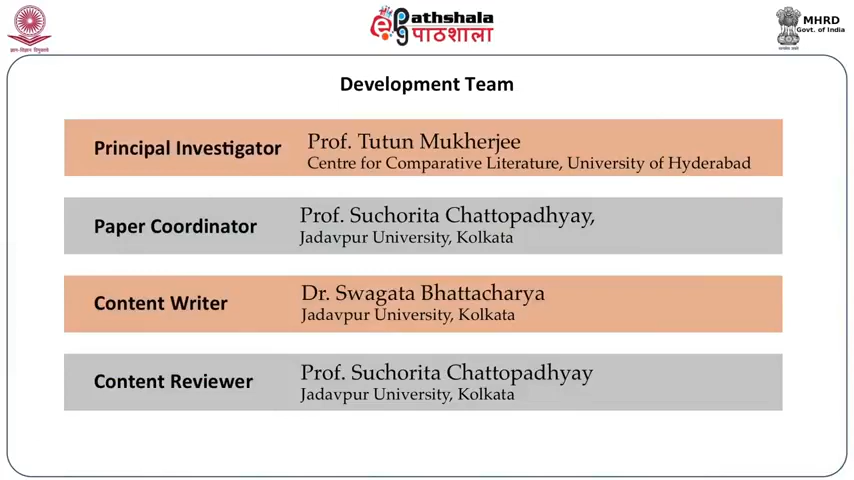 ePathshala
पाठशाला
MHRD
Govt. of India
Development Team
Principal Investigator
Prof. Tutun Mukherjee
Centre for Comparative Literature, University of Hyderabad
Paper Coordinator
Prof. Suchorita Chattopadhyay,
Jadavpur University, Kolkata
Content Writer
Dr. Swagata Bhattacharya
Jadavpur University, Kolkata
Content Reviewer
Prof. Suchorita Chattopadhyay
Jadavpur University, Kolkata